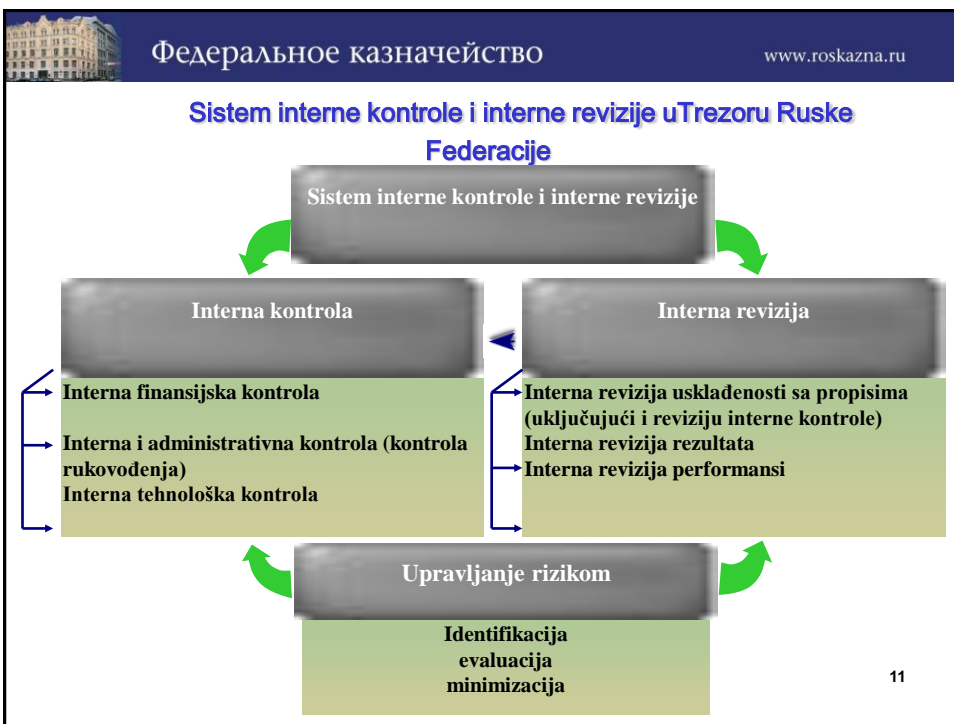 Федеральное казначейство
www.roskazna.ru
Sistem interne kontrole i interne revizije uTrezoru Ruske
Federacije
Sistem interne kontrole i interne revizije
Interna kontrola
Interna finansijska kontrola
Interna i administrativna kontrola (kontrola
rukovođenja)
Interna tehnološka kontrola
Interna revizija
Interna revizija usklađenosti sa propisima
(uključujući i reviziju interne kontrole)
Interna revizija rezultata
Interna revizija performansi
Upravljanje rizikom
Identifikacija
evaluacija
minimizacija
11